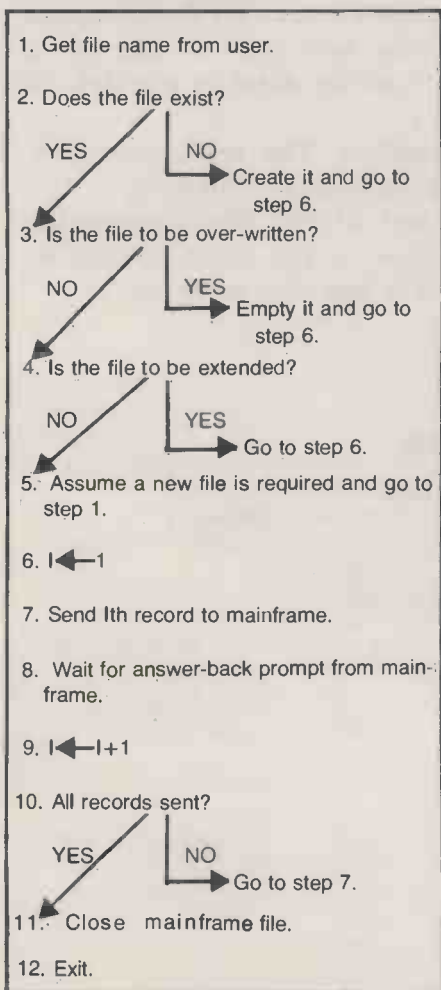 1. Get file name from user.
2. Does the file exist?
YES
NO
Create it and go to
step 6.
3. Is the file to be over-written?
NO
YES
Empty it and go to
step 6.
4. Is the file to be extended?
NO
YES
Go to step 6.
5. Assume a new file is required and go to
step 1.
6. I←1
7. Send Ith record to mainframe.
8. Wait for answer-back prompt from main-
frame.
9. I←I+1
10. All records sent?
YES
NO
Go to step 7.
11. Close mainframe file.
12. Exit.